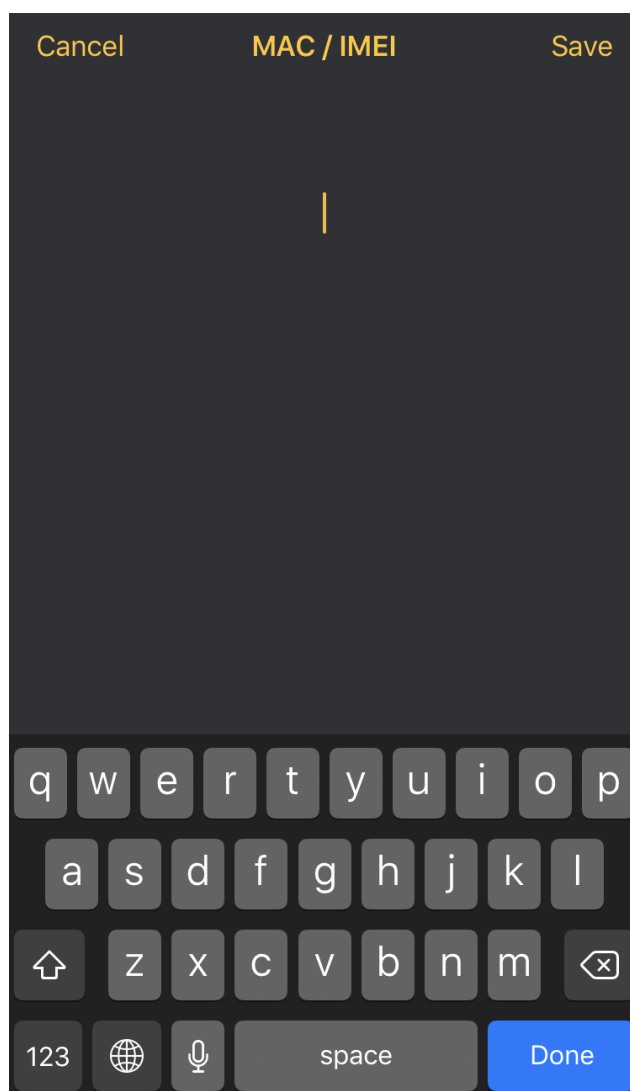 Cancel MAC / IMEI Save
q w e r t y u i o p
a s d f g h j k l
z x c v b n m
123 space Done